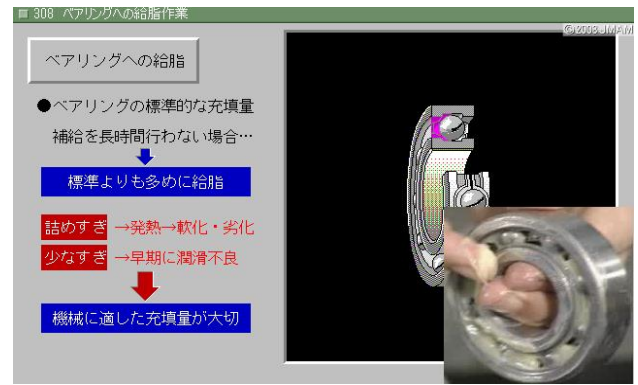 308 ベアリングへの給脂作業
©2008 JMAM
ベアリングへの給脂
●ベアリングの標準的な充填量
補給を長時間行わない場合…
標準よりも多めに給脂
詰めすぎ →発熱→軟化・劣化
少なすぎ →早期に潤滑不良
機械に適した充填量が大切